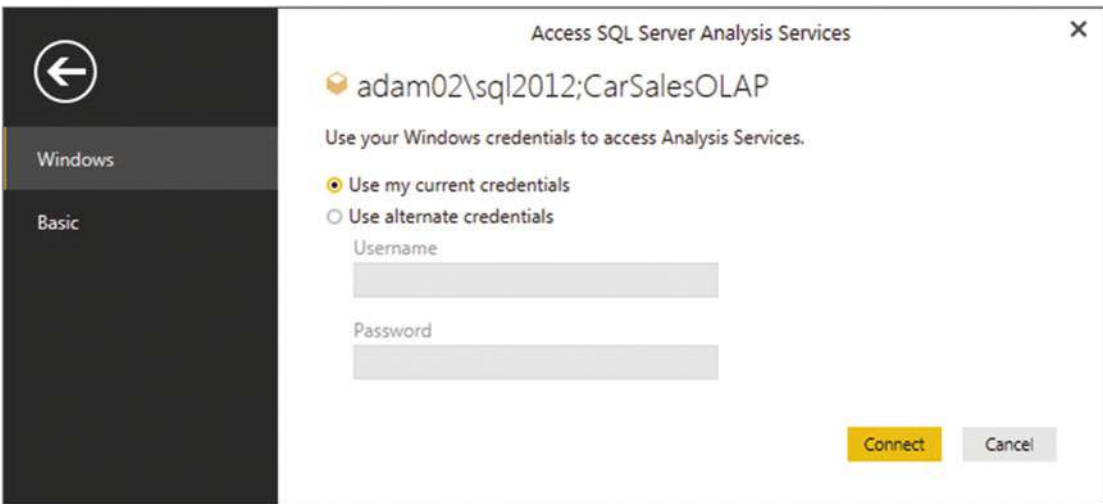 Access SQL Server Analysis Services
adam02\sql2012;CarSalesOLAP
Windows
Basic
Use your Windows credentials to access Analysis Services.
Use my current credentials
Use alternate credentials
Username
Password
Connect
Cancel